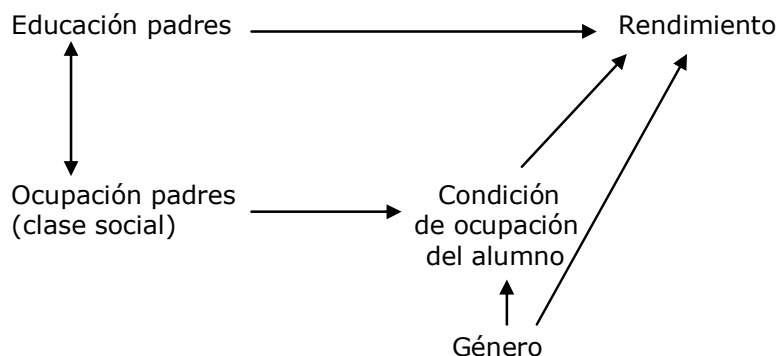 Educación padres
Rendimiento
Ocupación padres
(clase social)
Condición
de ocupación
del alumno
Género